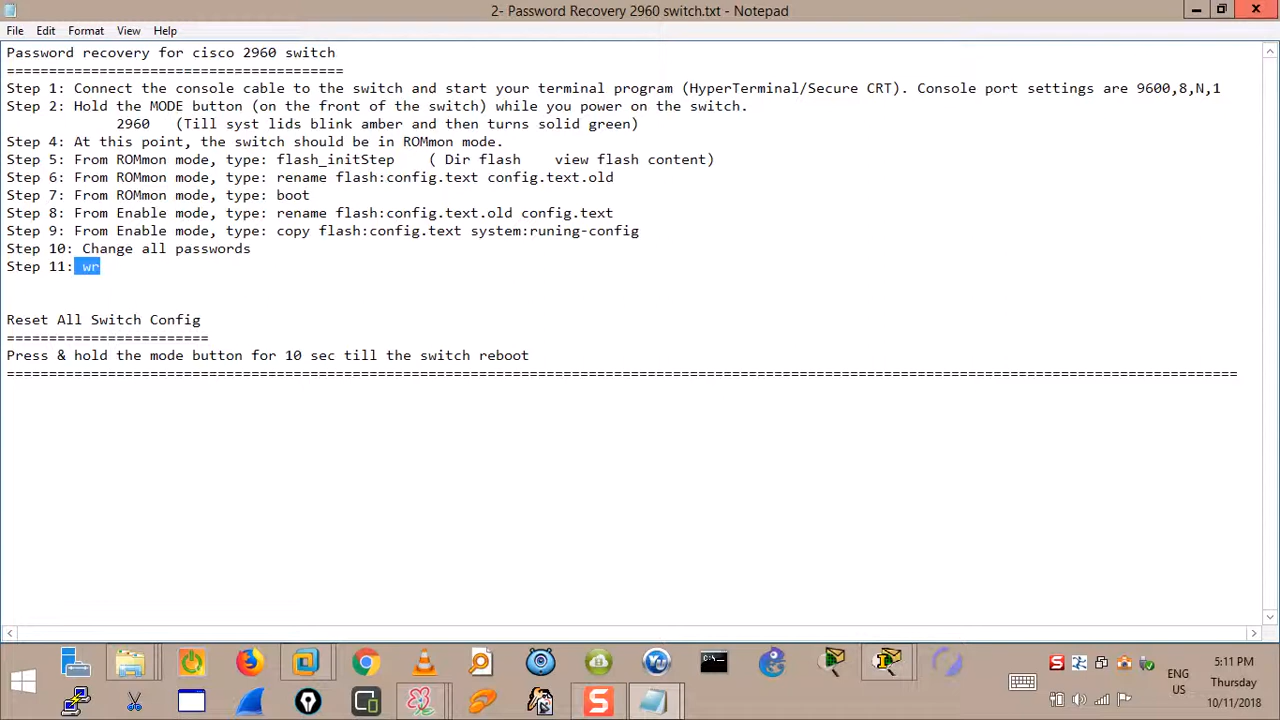 2- Password Recovery 2960 switch.txt - Notepad
File Edit Format View Help
Password recovery for cisco 2960 switch
========================================
Step 1: Connect the console cable to the switch and start your terminal program (HyperTerminal/Secure CRT). Console port settings are 9600,8,N,1
Step 2: Hold the MODE button (on the front of the switch) while you power on the switch.
2960 (Till syst lids blink amber and then turns solid green)
Step 4: At this point, the switch should be in ROMmon mode.
Step 5: From ROMmon mode, type: flash_initStep ( Dir flash view flash content)
Step 6: From ROMmon mode, type: rename flash:config.text config.text.old
Step 7: From ROMmon mode, type: boot
Step 8: From Enable mode, type: rename flash:config.text.old config.text
Step 9: From Enable mode, type: copy flash:config.text system:runing-config
Step 10: Change all passwords
Step 11: wr
Reset All Switch Config
========================
Press & hold the mode button for 10 sec till the switch reboot
==================================================================================================================================================
ENG
US
5:11 PM
Thursday
10/11/2018